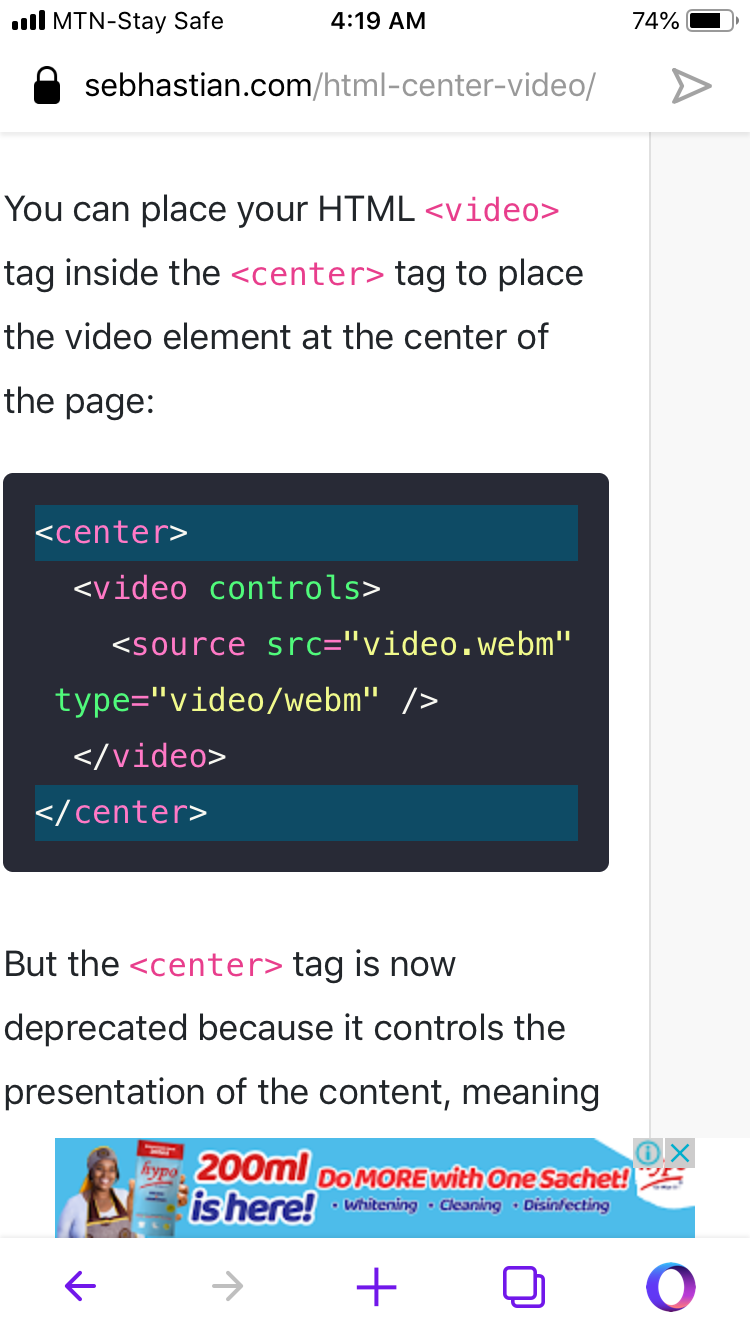 MTN-Stay Safe 4:19 AM 74%
sebhastian.com/html-center-video/
You can place your HTML <video>
tag inside the <center> tag to place
the video element at the center of
the page:
<center>
<video controls>
<source src="video.webm"
type="video/webm" />
</video>
</center>
But the <center> tag is now
deprecated because it controls the
presentation of the content, meaning
hypo
200ml
is here!
Do MORE with One Sachet!
• Whitening • Cleaning • Disinfecting